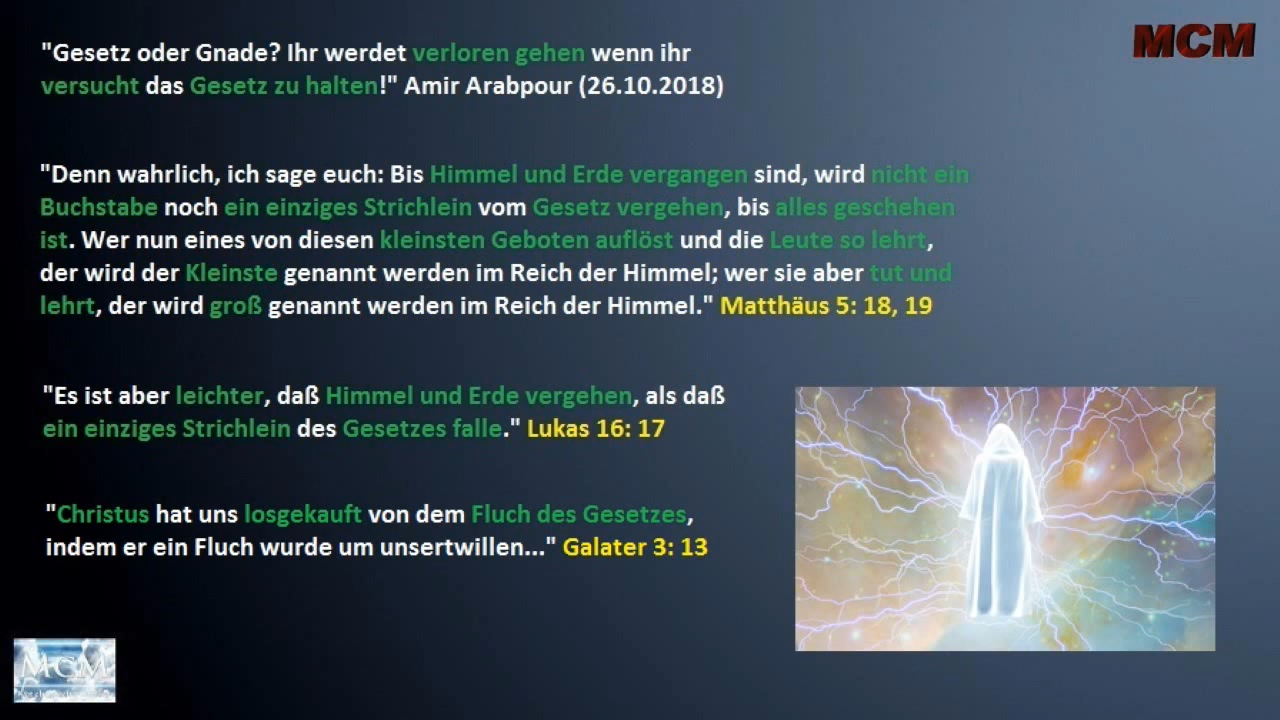 MCM
"Gesetz oder Gnade? Ihr werdet verloren gehen wenn ihr
versucht das Gesetz zu halten!" Amir Arabpour (26.10.2018)
"Denn wahrlich, ich sage euch: Bis Himmel und Erde vergangen sind, wird nicht ein
Buchstabe noch ein einziges Strichlein vom Gesetz vergehen, bis alles geschehen
ist. Wer nun eines von diesen kleinsten Geboten auflöst und die Leute so lehrt,
der wird der Kleinste genannt werden im Reich der Himmel; wer sie aber tut und
lehrt, der wird groß genannt werden im Reich der Himmel." Matthäus 5: 18, 19
"Es ist aber leichter, daß Himmel und Erde vergehen, als daß
ein einziges Strichlein des Gesetzes falle." Lukas 16: 17
"Christus hat uns losgekauft von dem Fluch des Gesetzes,
indem er ein Fluch wurde um unsertwillen..." Galater 3: 13
MCM